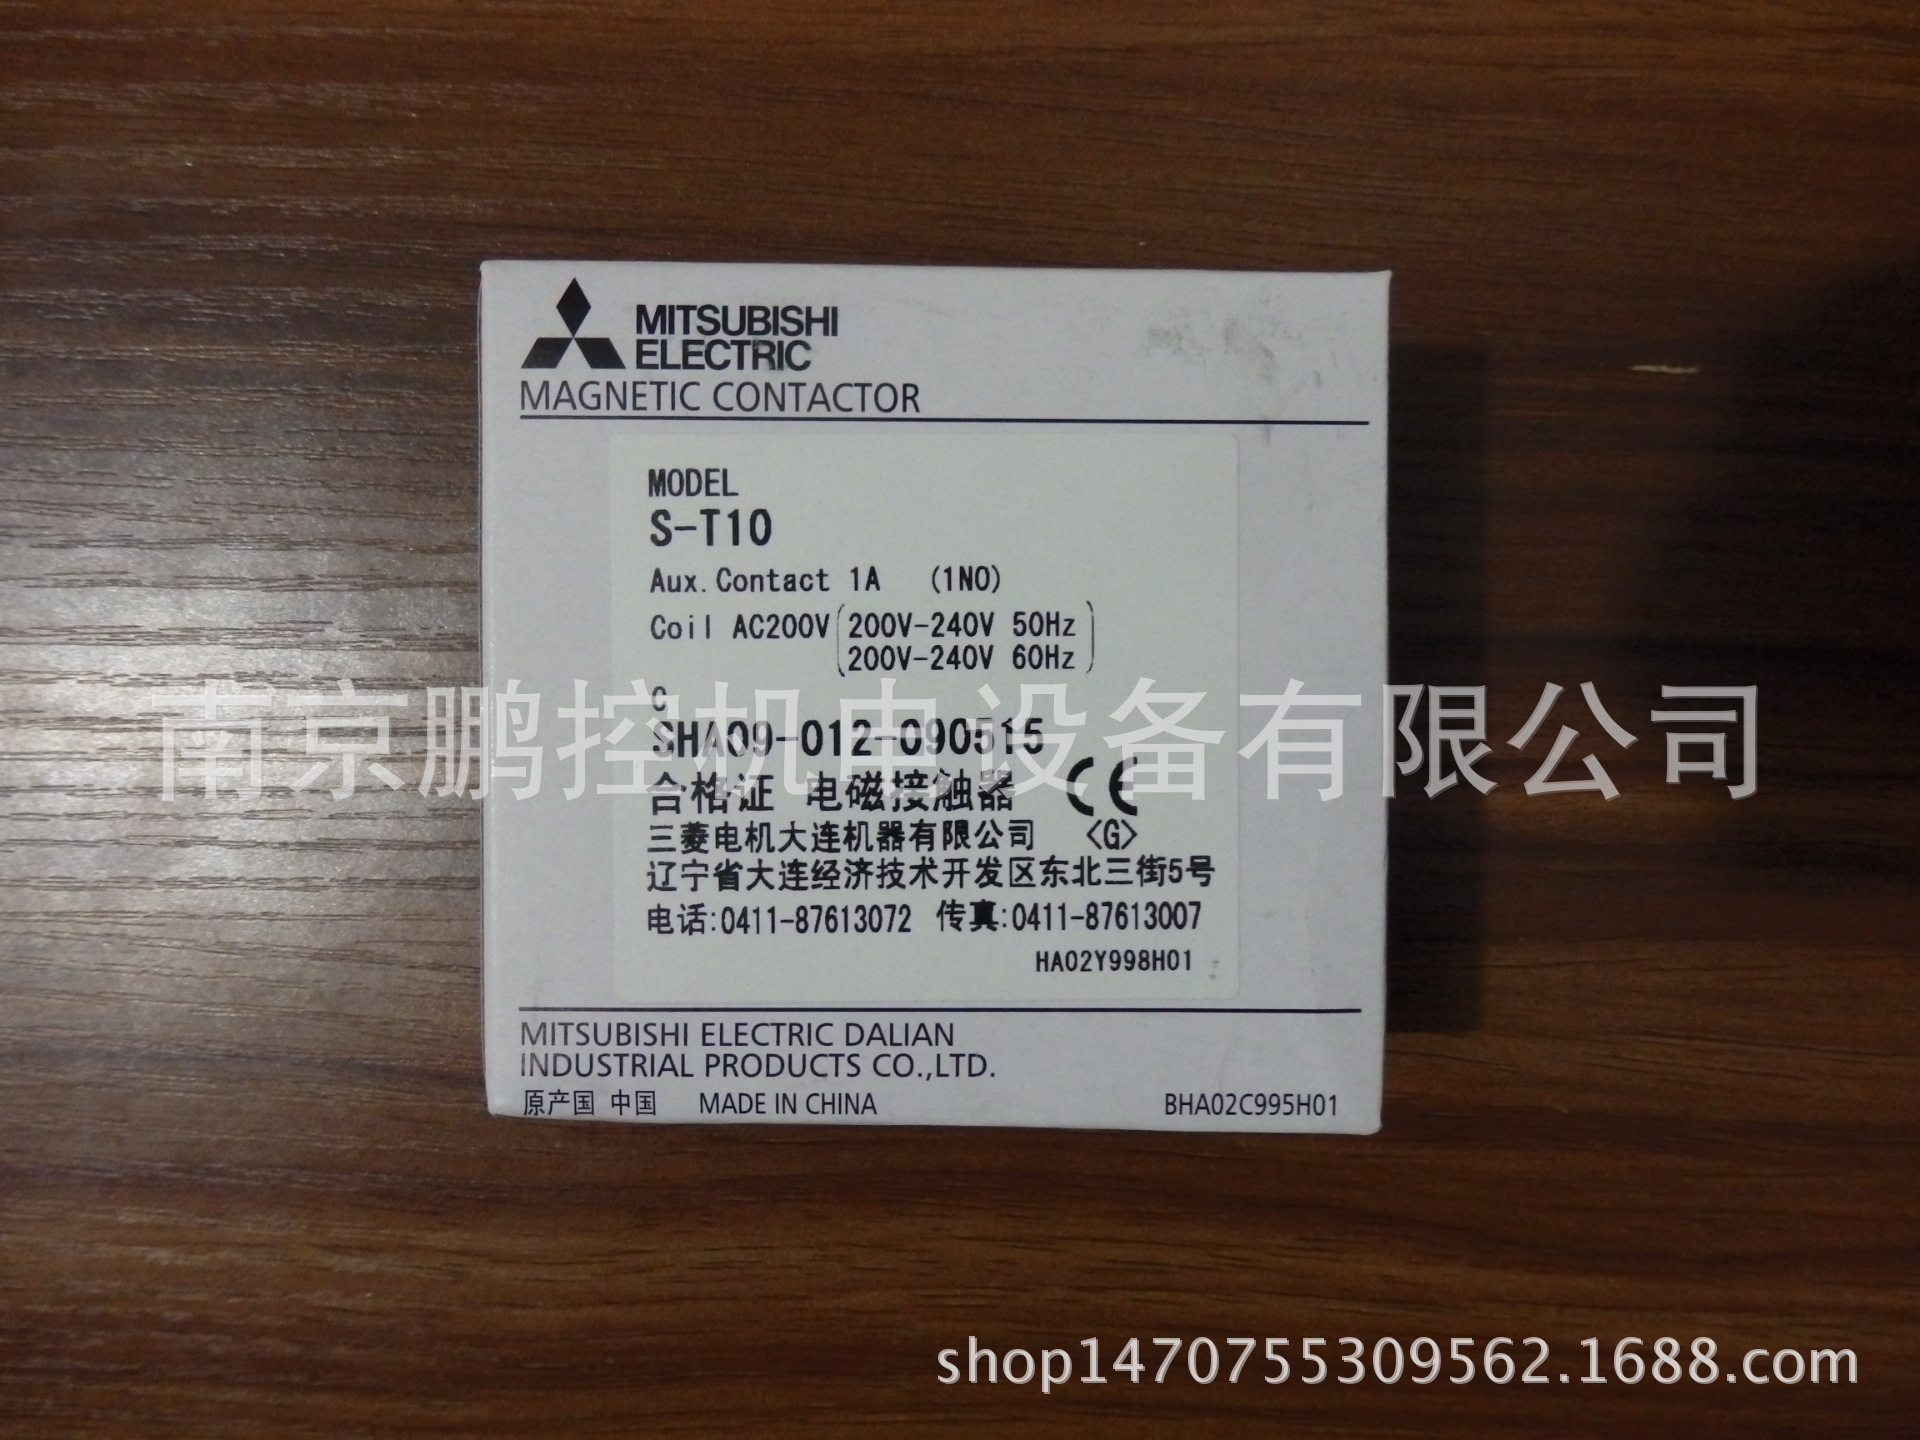 MITSUBISHI
ELECTRIC
MAGNETIC CONTACTOR
MODEL
S-T10
Aux.Contact 1A (1NO)
Coil AC200V (200V-240V 50Hz
200V-240V 60Hz)
C
SHA09-012-090515
合格证 电磁接触器 CE
三菱电机大连机器有限公司 <G>
辽宁省大连经济技术开发区东北三街5号
电话:0411-87613072 传真:0411-87613007
HA02Y998H01
MITSUBISHI ELECTRIC DALIAN
INDUSTRIAL PRODUCTS CO.,LTD.
原产国 中国 MADE IN CHINA BHA02C995H01
南京鹏控机电设备有限公司
shop1470755309562.1688.com